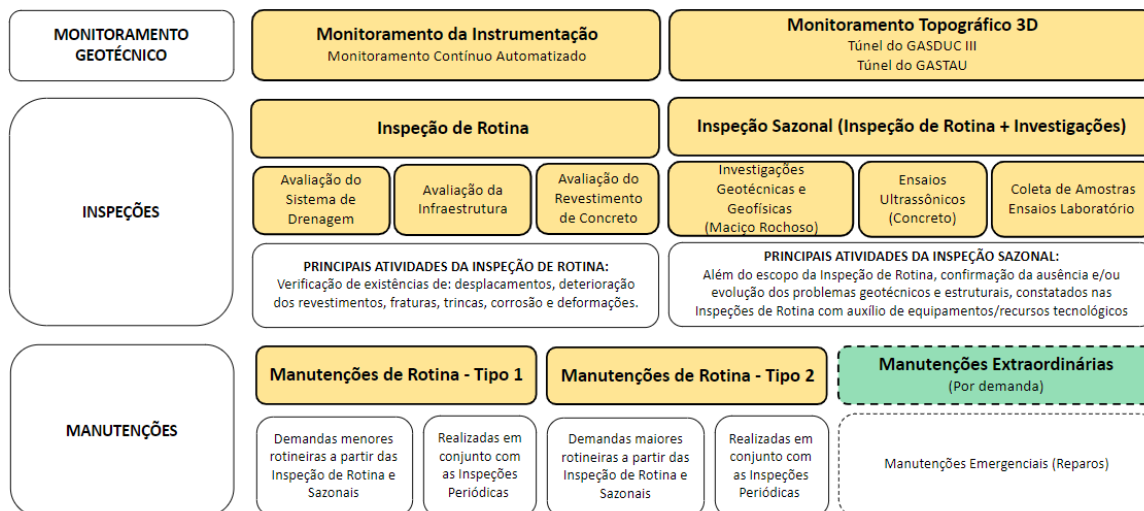 MONITORAMENTO
GEOTÉCNICO
Monitoramento da Instrumentação
Monitoramento Contínuo Automatizado
Monitoramento Topográfico 3D
Túnel do GASDUC III
Túnel do GASTAU
INSPEÇÕES
Inspeção de Rotina
Inspeção Sazonal (Inspeção de Rotina + Investigações)
Avaliação do
Sistema de
Drenagem
Avaliação da
Infraestrutura
Avaliação do
Revestimento
de Concreto
Investigações
Geotécnicas e
Geofísicas
(Maciço Rochoso)
Ensaios
Ultrassônicos
(Concreto)
Coleta de Amostras
Ensaios Laboratório
PRINCIPAIS ATIVIDADES DA INSPEÇÃO DE ROTINA:
Verificação de existências de: desplacamentos, deterioração
dos revestimentos, fraturas, trincas, corrosão e deformações.
PRINCIPAIS ATIVIDADES DA INSPEÇÃO SAZONAL:
Além do escopo da Inspeção de Rotina, confirmação da ausência e/ou
evolução dos problemas geotécnicos e estruturais, constatados nas
Inspeções de Rotina com auxílio de equipamentos/recursos tecnológicos
MANUTENÇÕES
Manutenções de Rotina - Tipo 1
Manutenções de Rotina - Tipo 2
Manutenções Extraordinárias
(Por demanda)
Demandas menores
rotineiras a partir das
Inspeção de Rotina e
Sazonais
Realizadas em
conjunto com
as Inspeções
Periódicas
Demandas maiores
rotineiras a partir das
Inspeção de Rotina e
Sazonais
Realizadas em
conjunto com
as Inspeções
Periódicas
Manutenções Emergenciais (Reparos)